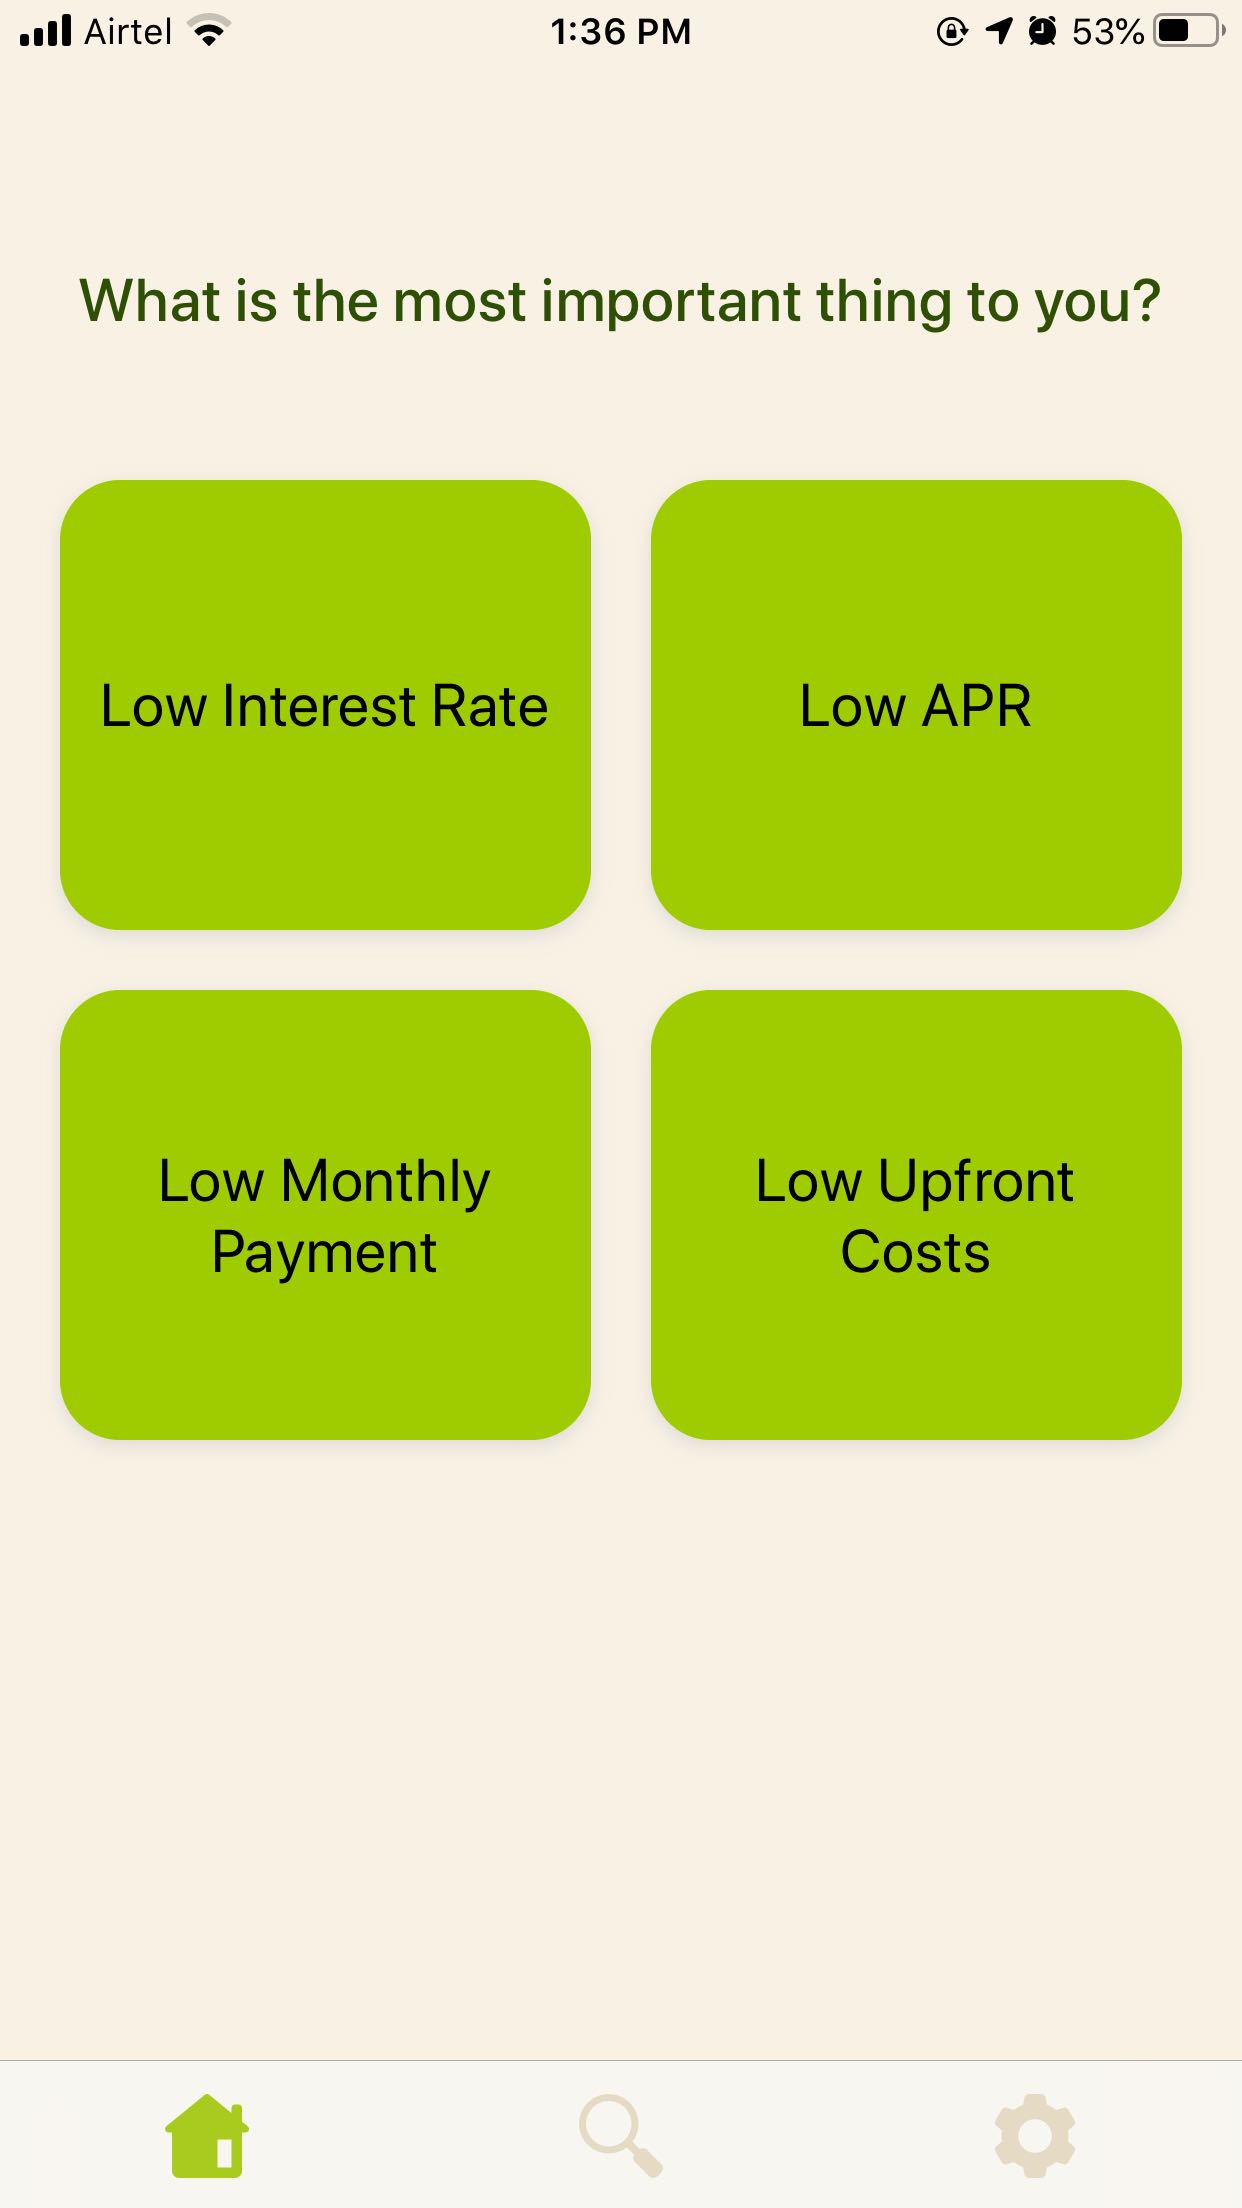 Airtel 1:36 PM 53%
What is the most important thing to you?
Low Interest Rate
Low APR
Low Monthly
Payment
Low Upfront
Costs